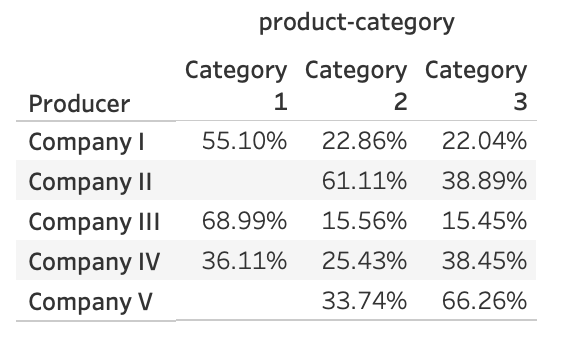 product-category
Category Category Category
Producer 1 2 3
Company I 55.10% 22.86% 22.04%
Company II 61.11% 38.89%
Company III 68.99% 15.56% 15.45%
Company IV 36.11% 25.43% 38.45%
Company V 33.74% 66.26%